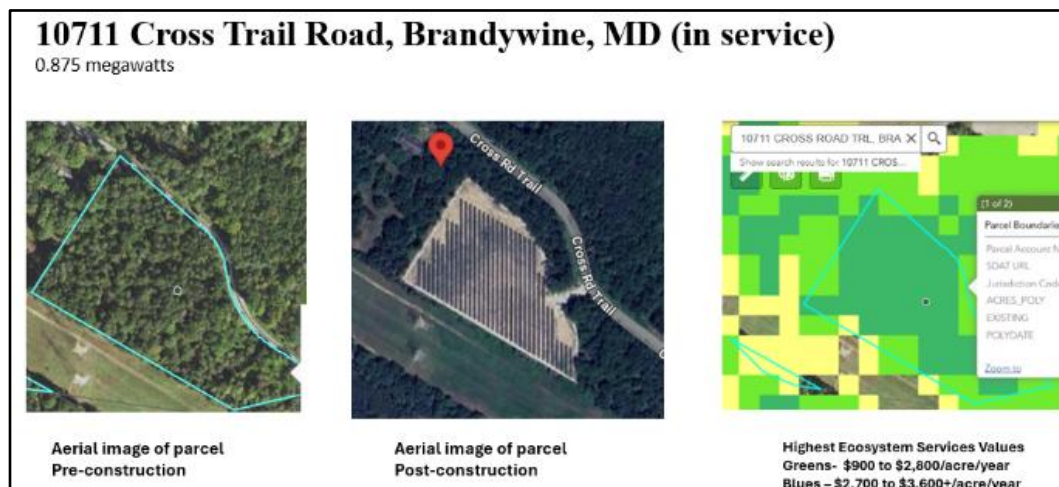 10711 Cross Trail Road, Brandywine, MD (in service)
0.875 megawatts
Cross Rd Trail
Cross Rd Trail
10711 CROSS ROAD TRL, BRA
Show search results for 10711 CROS...
(1 of 2)
Parcel Boundarie
Parcel Account N
SDAT URL
Jurisdiction Code
ACRES_POLY
EXISTING
POLYDATE
Zoom to
Aerial image of parcel
Pre-construction
Aerial image of parcel
Post-construction
Highest Ecosystem Services Values
Greens- $900 to $2,800/acre/year
Blues – $2,700 to $3,600+/acre/year